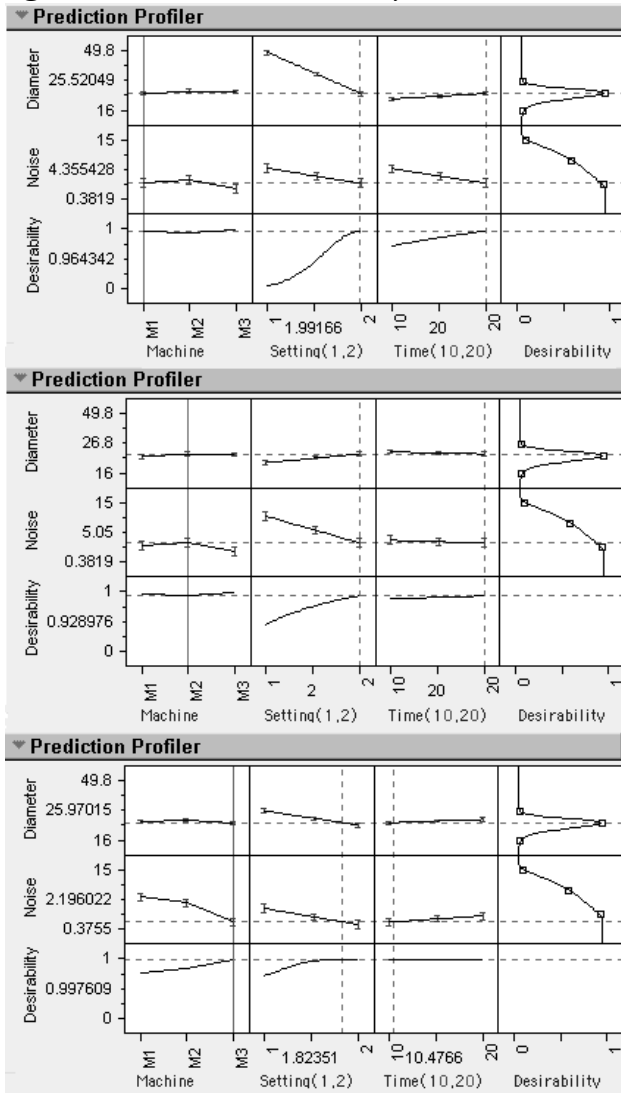 Prediction Profiler
Diameter
49.8
25.52049
16
Noise
15
4.355428
0.3819
Desirability
1
0.964342
0
M1
M2
M3
Machine
1
1.99166
2
Setting(1,2)
10
20
20
Time(10,20)
0
1
Desirability
Prediction Profiler
Diameter
49.8
26.8
16
Noise
15
5.05
0.3819
Desirability
1
0.928976
0
M1
M2
M3
Machine
1
2
2
Setting(1,2)
10
20
20
Time(10,20)
0
1
Desirability
Prediction Profiler
Diameter
49.8
25.97015
16
Noise
15
2.196022
0.3755
Desirability
1
0.997609
0
M1
M2
M3
Machine
1
1.82351
2
Setting(1,2)
10
10.4766
20
Time(10,20)
0
1
Desirability